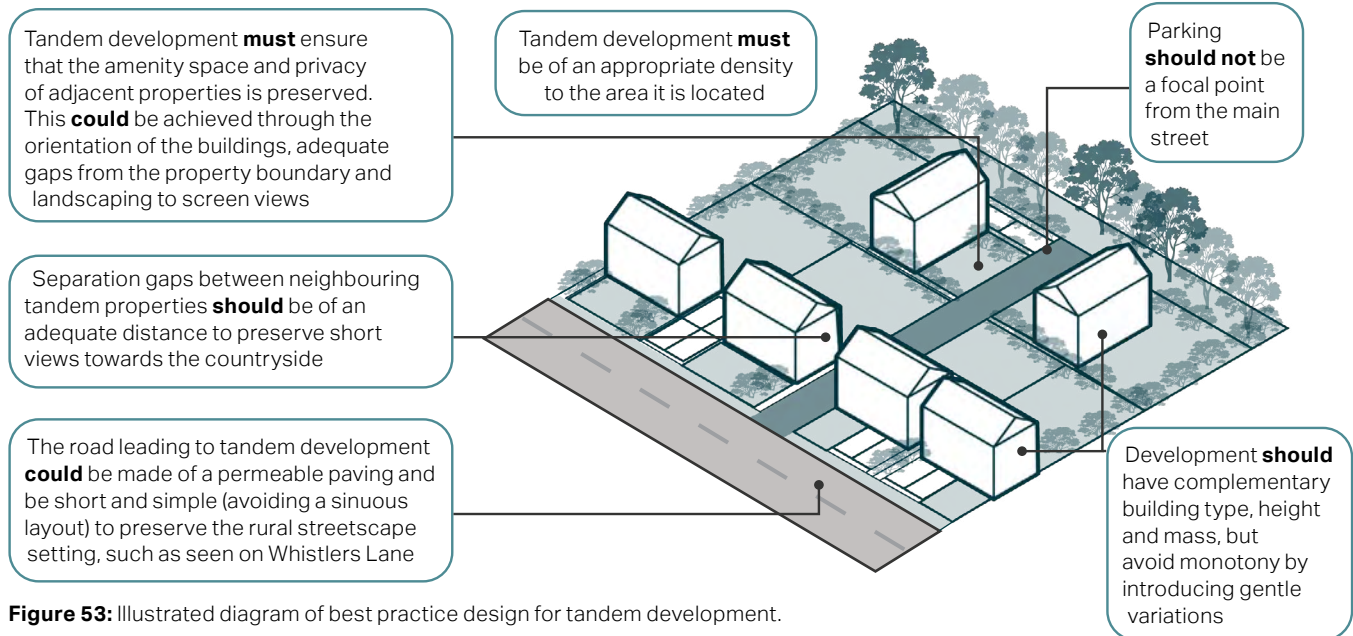 Tandem development must ensure
that the amenity space and privacy
of adjacent properties is preserved.
This could be achieved through the
orientation of the buildings, adequate
gaps from the property boundary and
landscaping to screen views
Tandem development must
be of an appropriate density
to the area it is located
Parking
should not be
a focal point
from the main
street
Separation gaps between neighbouring
tandem properties should be of an
adequate distance to preserve short
views towards the countryside
The road leading to tandem development
could be made of a permeable paving and
be short and simple (avoiding a sinuous
layout) to preserve the rural streetscape
setting, such as seen on Whistlers Lane
Development should
have complementary
building type, height
and mass, but
avoid monotony by
introducing gentle
variations
Figure 53: Illustrated diagram of best practice design for tandem development.